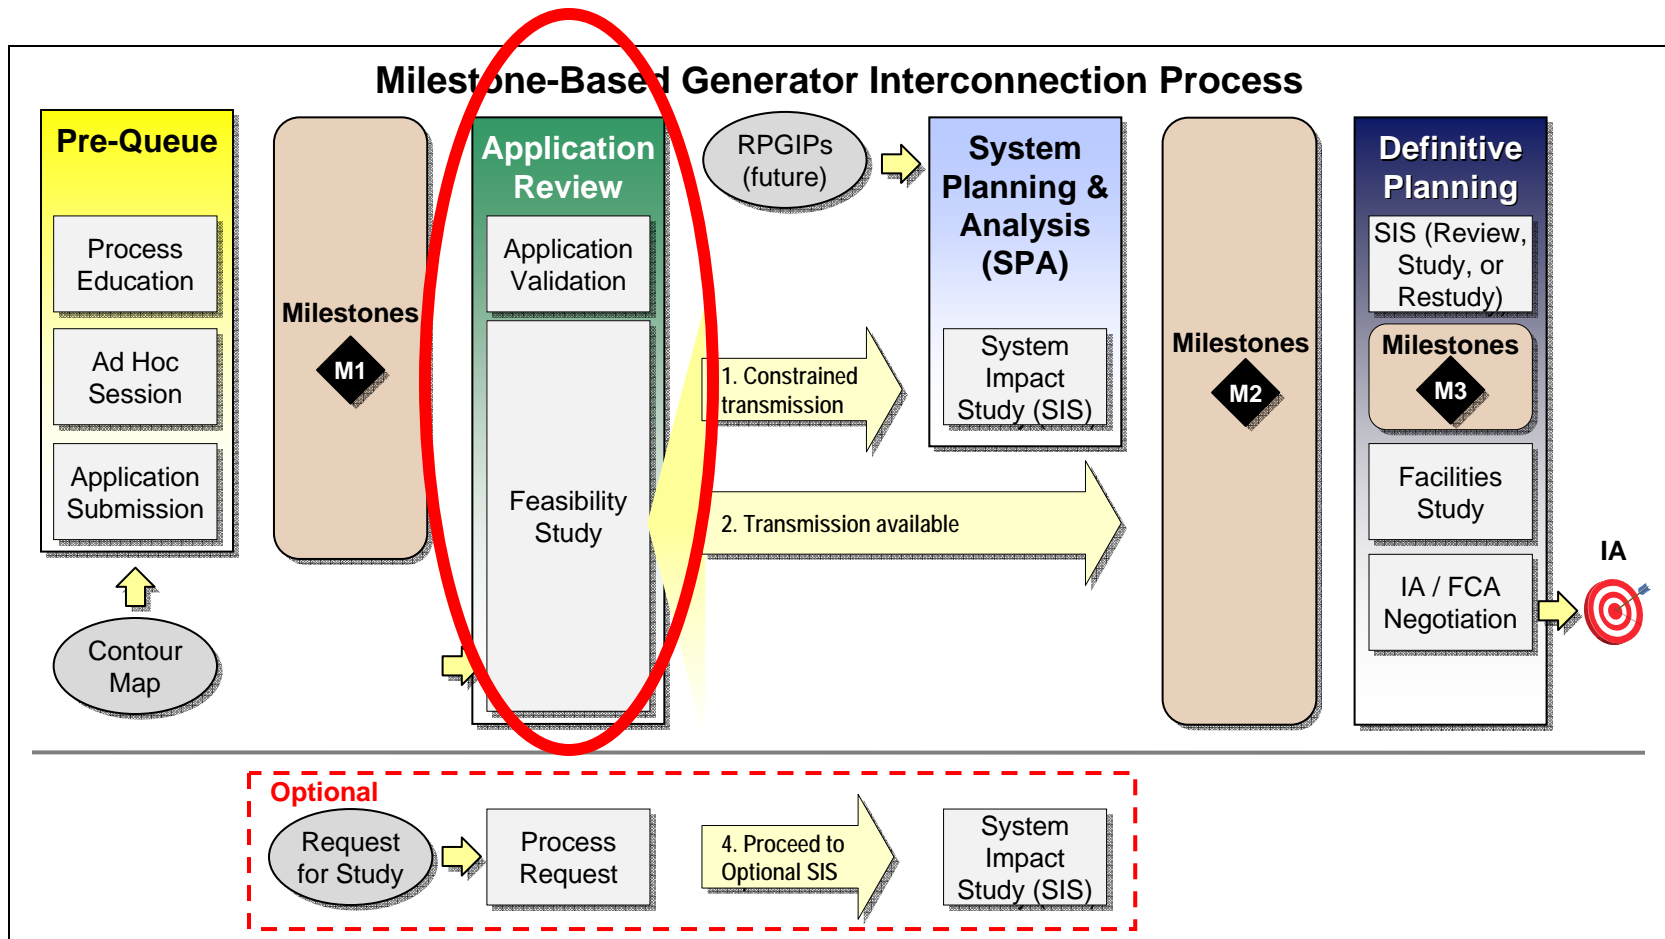 Milestone-Based Generator Interconnection Process
Pre-Queue
Process
Education
Ad Hoc
Session
Application
Submission
Contour
Map
Milestones
M1
Application
Review
Application
Validation
Feasibility
Study
RPGIPs
(future)
1. Constrained
transmission
2. Transmission available
System
Planning &
Analysis
(SPA)
System
Impact
Study (SIS)
Milestones
M2
Definitive
Planning
SIS (Review,
Study, or
Restudy)
Milestones
M3
Facilities
Study
IA / FCA
Negotiation
IA
Optional
Request
for Study
Process
Request
4. Proceed to
Optional SIS
System
Impact
Study (SIS)